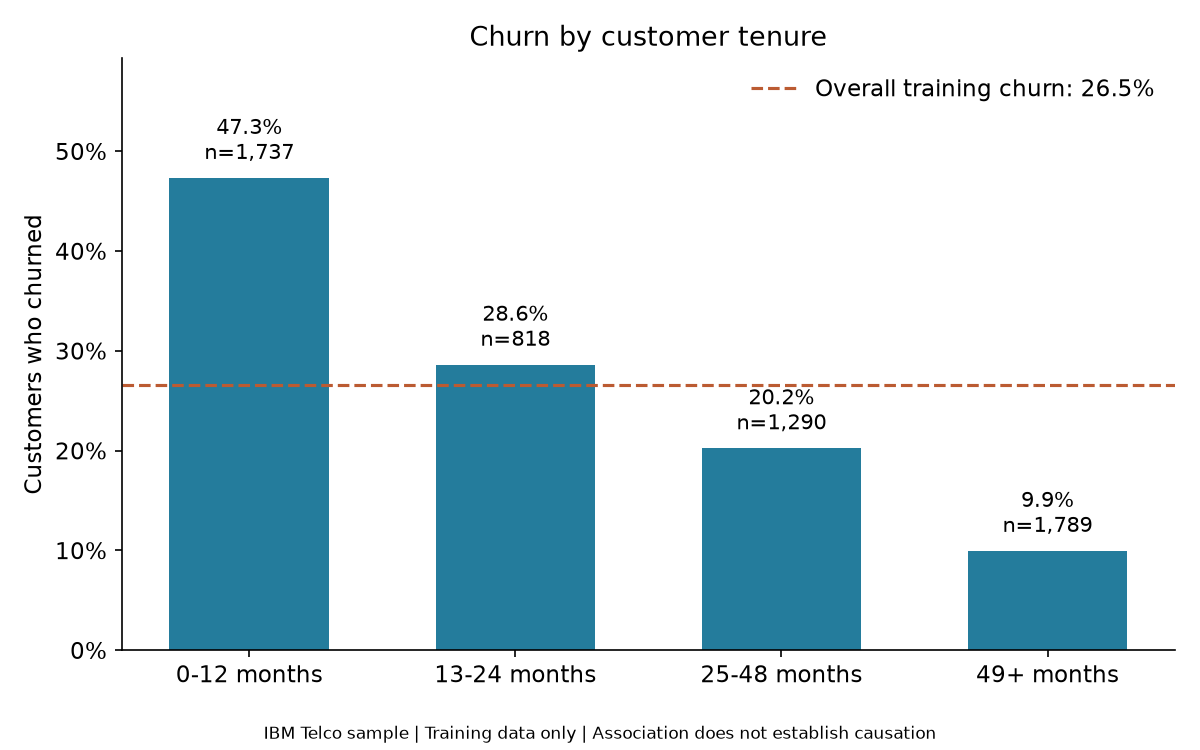 Churn by customer tenure
Overall training churn: 26.5%
Customers who churned
50%
40%
30%
20%
10%
0%
47.3%
n=1,737
28.6%
n=818
20.2%
n=1,290
9.9%
n=1,789
0-12 months
13-24 months
25-48 months
49+ months
IBM Telco sample | Training data only | Association does not establish causation